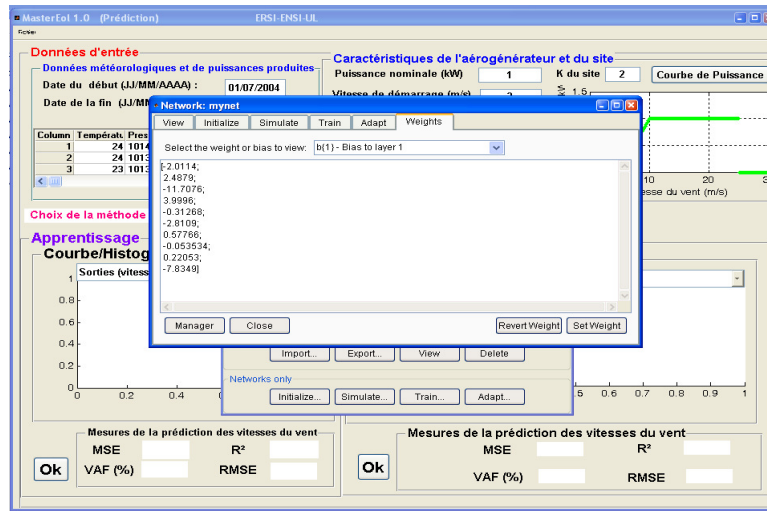 MasterEol 1.0 (Prédiction) ERSI-ENSI-UL
Fichier
Données d'entrée
Données météorologiques et de puissances produites
Date du début (JJ/MM/AAAA) : 01/07/2004
Date de la fin (JJ/MM
Column Températu Pres
1 24 1014
2 24 1013
3 23 1013
Caractéristiques de l'aérogénérateur et du site
Puissance nominale (kW) 1 K du site 2 Courbe de Puissance
Vitesse de démarrage (m/s)
kW 1.5
10 20
esse du vent (m/s)
Network: mynet
View Initialize Simulate Train Adapt Weights
Select the weight or bias to view: b{1} - Bias to layer 1
[-2.0114;
2.4879;
-11.7076;
3.9996;
-0.31268;
-2.8109;
0.57766;
-0.053534;
0.22053;
-7.8349]
Manager Close Revert Weight Set Weight
Import... Export... View Delete
Networks only
Initialize... Simulate... Train... Adapt...
Choix de la méthode
Apprentissage
Courbe/Histog
Sorties (vitess
1
0.8
0.6
0.4
0.2
0
0 0.2 0.4
.5 0.6 0.7 0.8 0.9 1
Mesures de la prédiction des vitesses du vent
MSE R²
VAF (%) RMSE
Ok
Mesures de la prédiction des vitesses du vent
MSE R²
VAF (%) RMSE
Ok